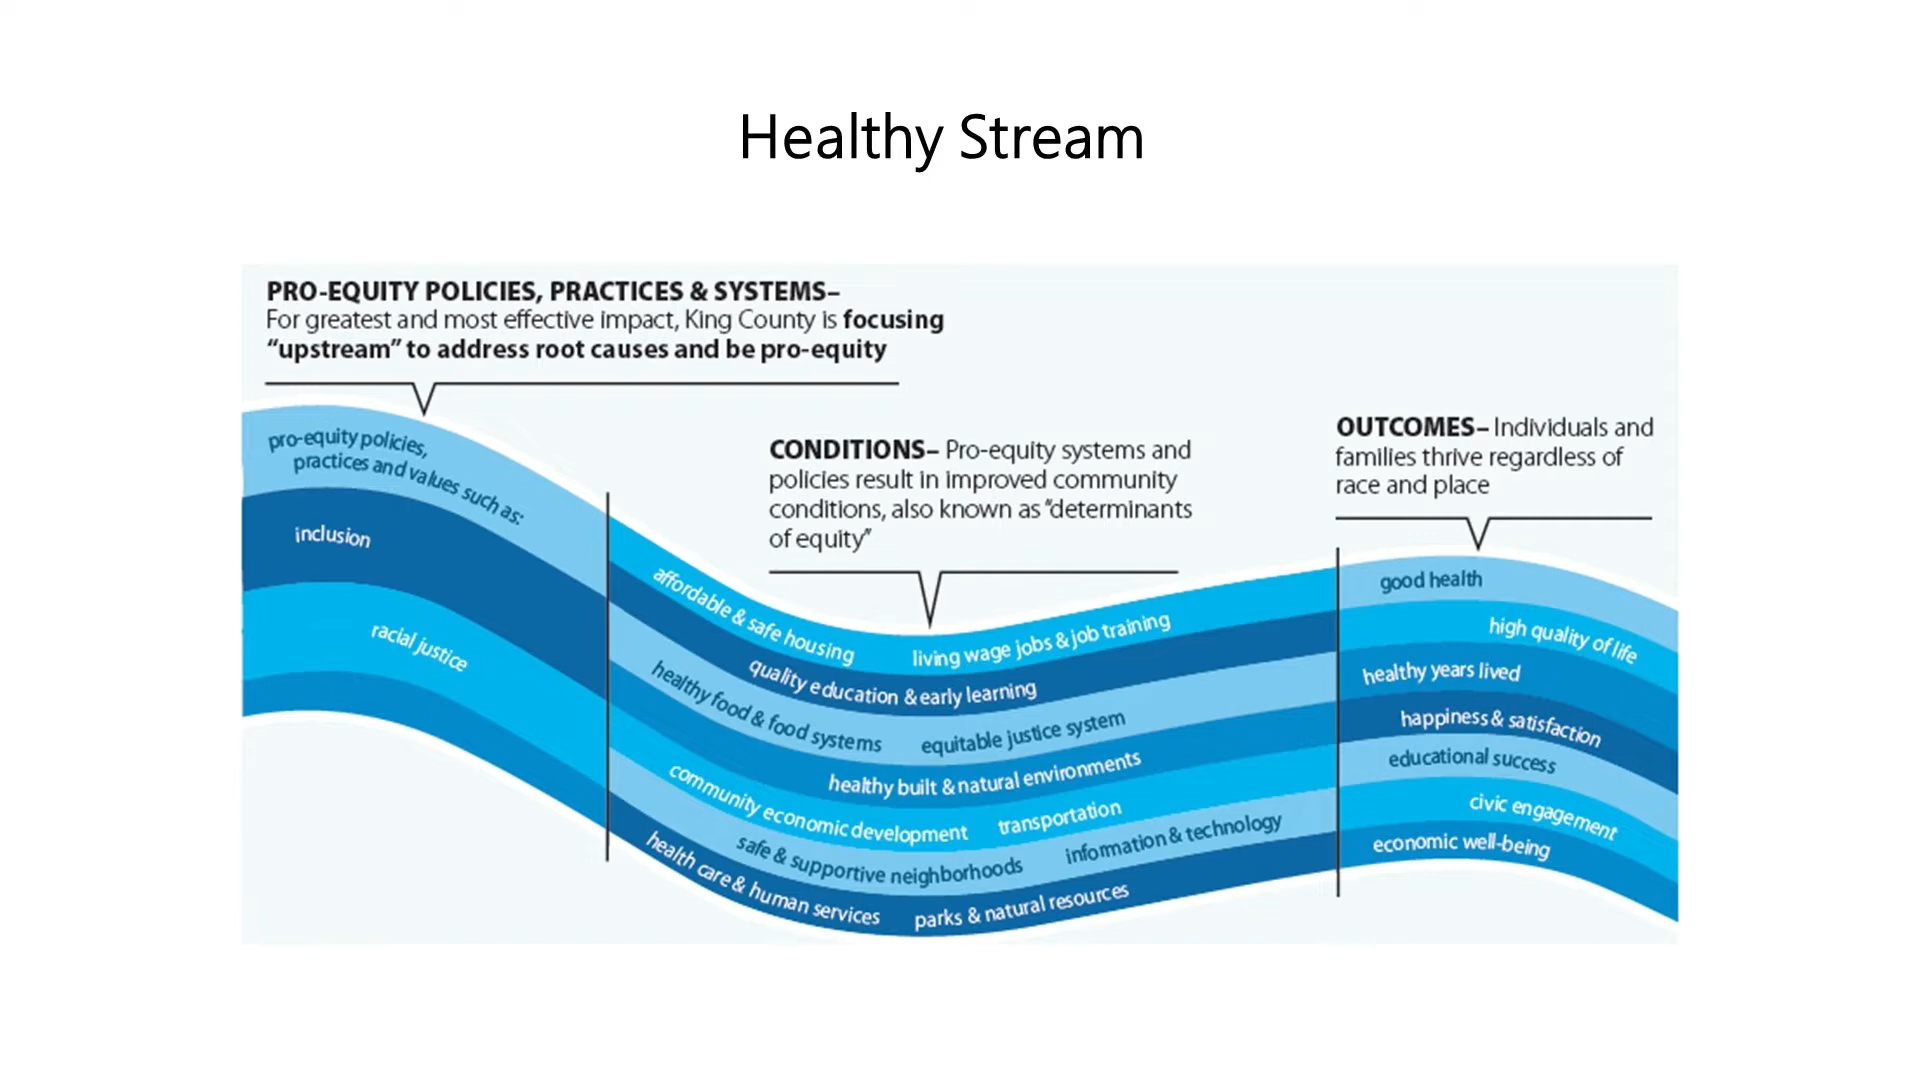 Healthy Stream
PRO-EQUITY POLICIES, PRACTICES & SYSTEMS–
For greatest and most effective impact, King County is focusing
“upstream” to address root causes and be pro-equity
pro-equity policies,
practices and values such as:
inclusion
racial justice
CONDITIONS– Pro-equity systems and
policies result in improved community
conditions, also known as “determinants
of equity”
affordable & safe housing
living wage jobs & job training
quality education & early learning
healthy food & food systems
equitable justice system
healthy built & natural environments
community economic development
transportation
safe & supportive neighborhoods
information & technology
health care & human services
parks & natural resources
OUTCOMES– Individuals and
families thrive regardless of
race and place
good health
high quality of life
healthy years lived
happiness & satisfaction
educational success
civic engagement
economic well-being